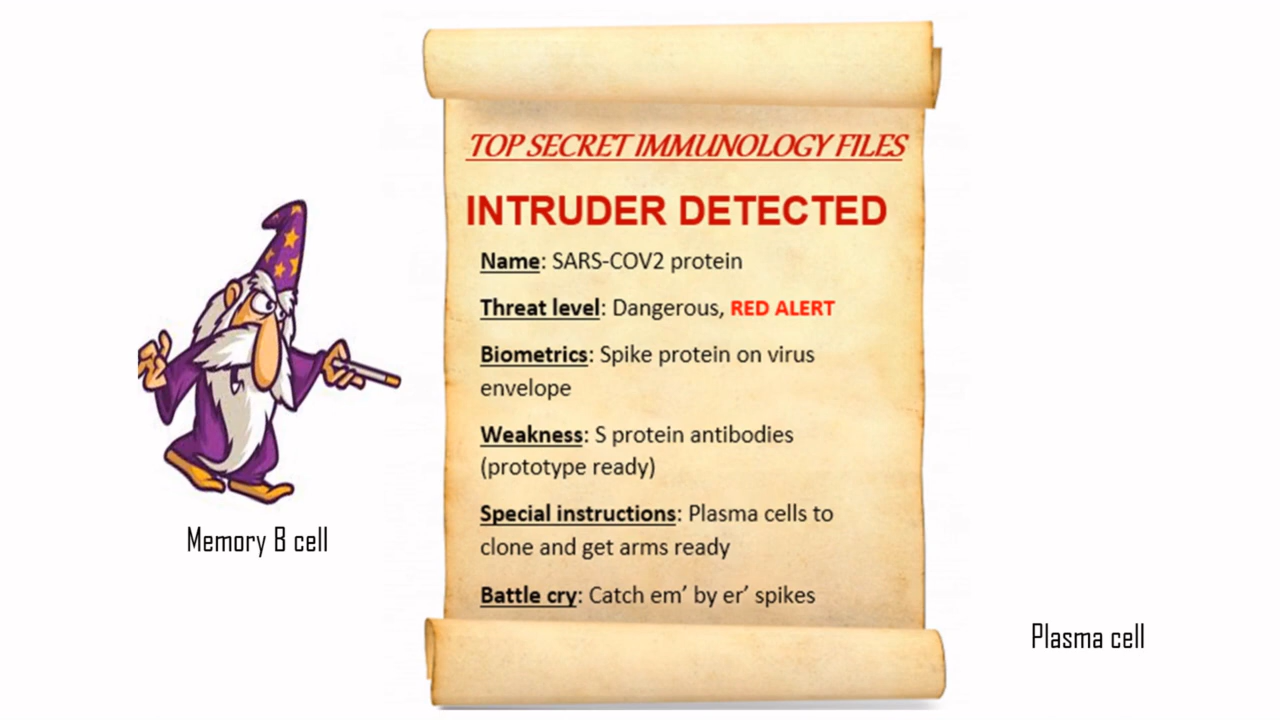 TOP SECRET IMMUNOLOGY FILES
INTRUDER DETECTED
Name: SARS-COV2 protein
Threat level: Dangerous, RED ALERT
Biometrics: Spike protein on virus
envelope
Weakness: S protein antibodies
(prototype ready)
Special instructions: Plasma cells to
clone and get arms ready
Battle cry: Catch em’ by er’ spikes
Memory B cell
Plasma cell